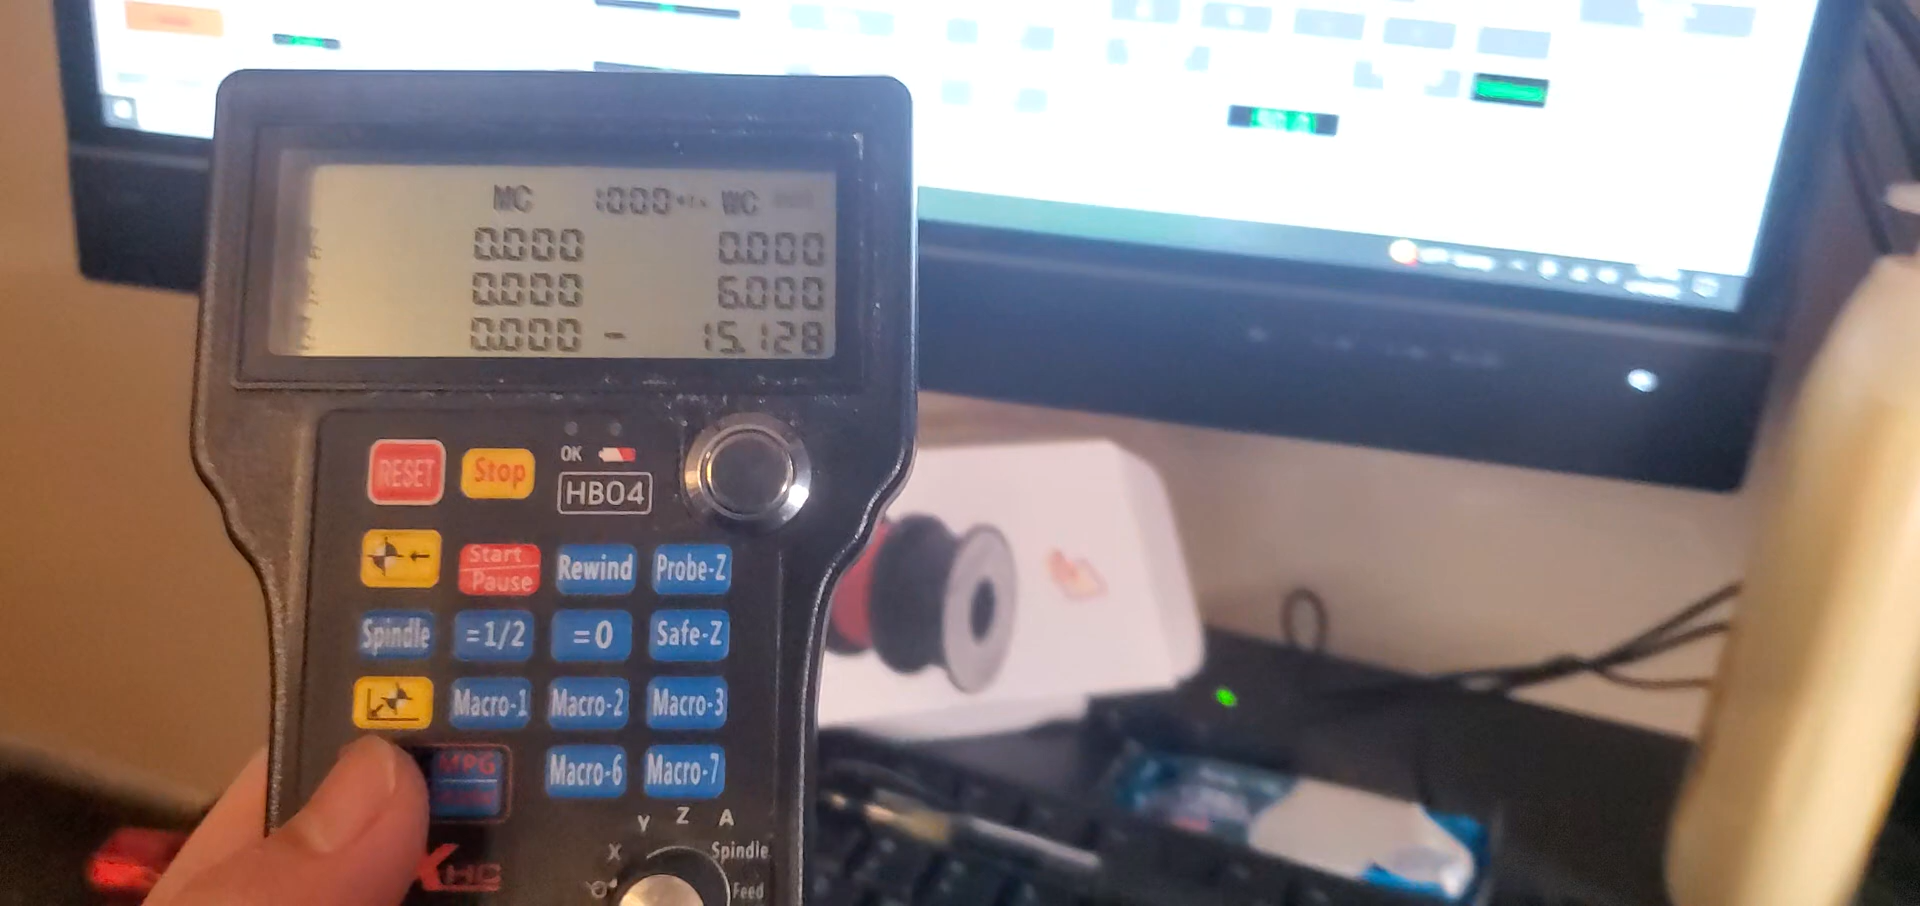 MC 1000 WC
0.000 0.000
0.000 6.000
0.000 - 15.128
OK
RESET Stop HB04
Start Pause Rewind Probe-Z
Spindle =1/2 =0 Safe-Z
Macro-1 Macro-2 Macro-3
MPG Macro-6 Macro-7
X Y Z A
Spindle
Feed
XHC